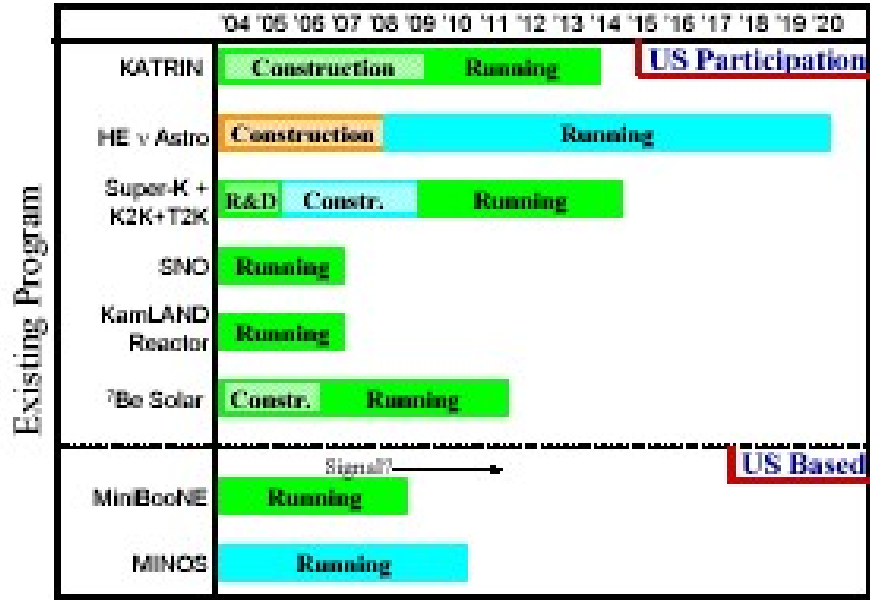 '04 '05 '06 '07 '08 '09 '10 '11 '12 '13 '14 '15 '16 '17 '18 '19 '20
US Participation
KATRIN Construction Running
HE ν Astro Construction Running
Super-K +
K2K+T2K R&D Constr. Running
SNO Running
KamLAND
Reactor Running
⁷Be Solar Constr. Running
Existing Program
US Based
Signal?
MiniBooNE Running
MINOS Running